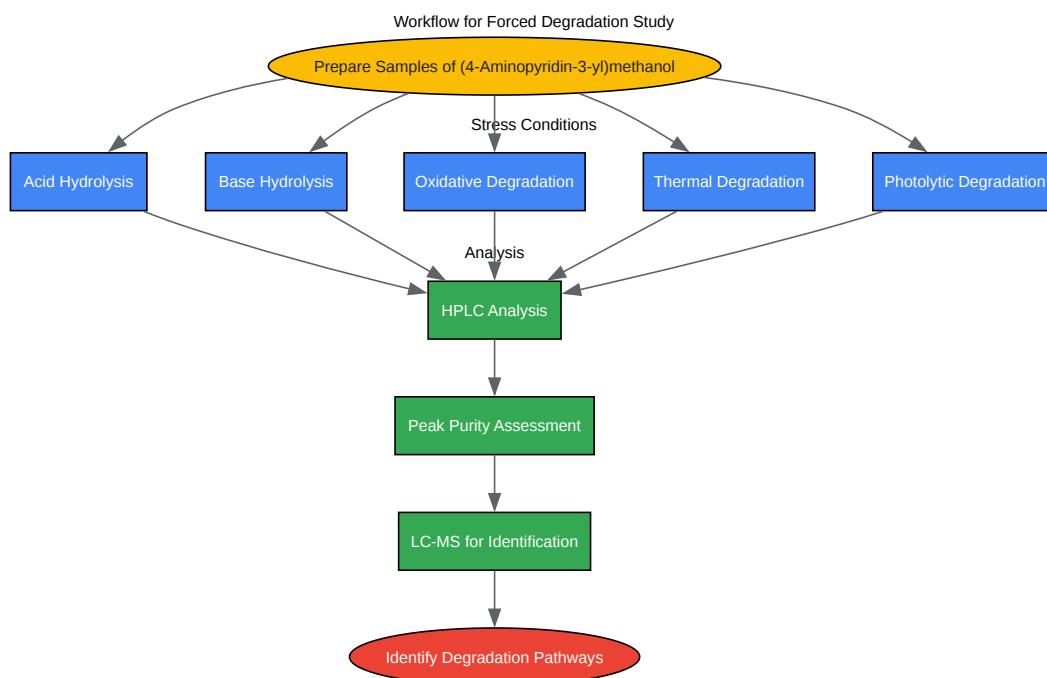 Workflow for Forced Degradation Study
Prepare Samples of (4-Aminopyridin-3-yl)methanol
Stress Conditions
Acid Hydrolysis
Base Hydrolysis
Oxidative Degradation
Thermal Degradation
Photolytic Degradation
Analysis
HPLC Analysis
Peak Purity Assessment
LC-MS for Identification
Identify Degradation Pathways